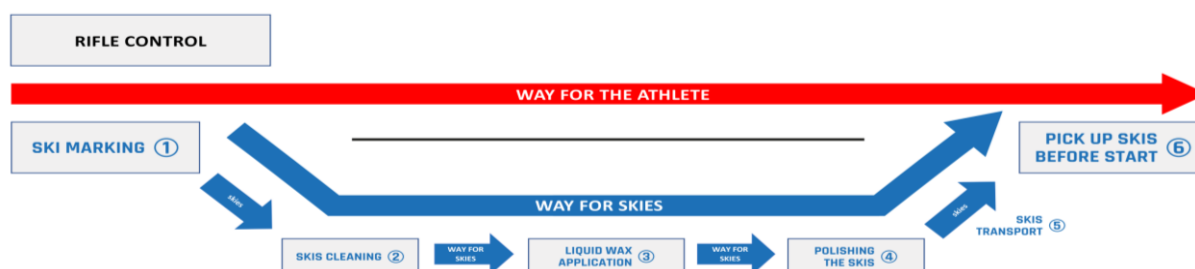 RIFLE CONTROL
WAY FOR THE ATHLETE
SKI MARKING ①
PICK UP SKIS
BEFORE START ⑥
skies
WAY FOR SKIES
skies
SKIS
TRANSPORT ⑤
SKIS CLEANING ②
WAY FOR
SKIES
LIQUID WAX
APPLICATION ③
WAY FOR
SKIES
POLISHING
THE SKIS ④